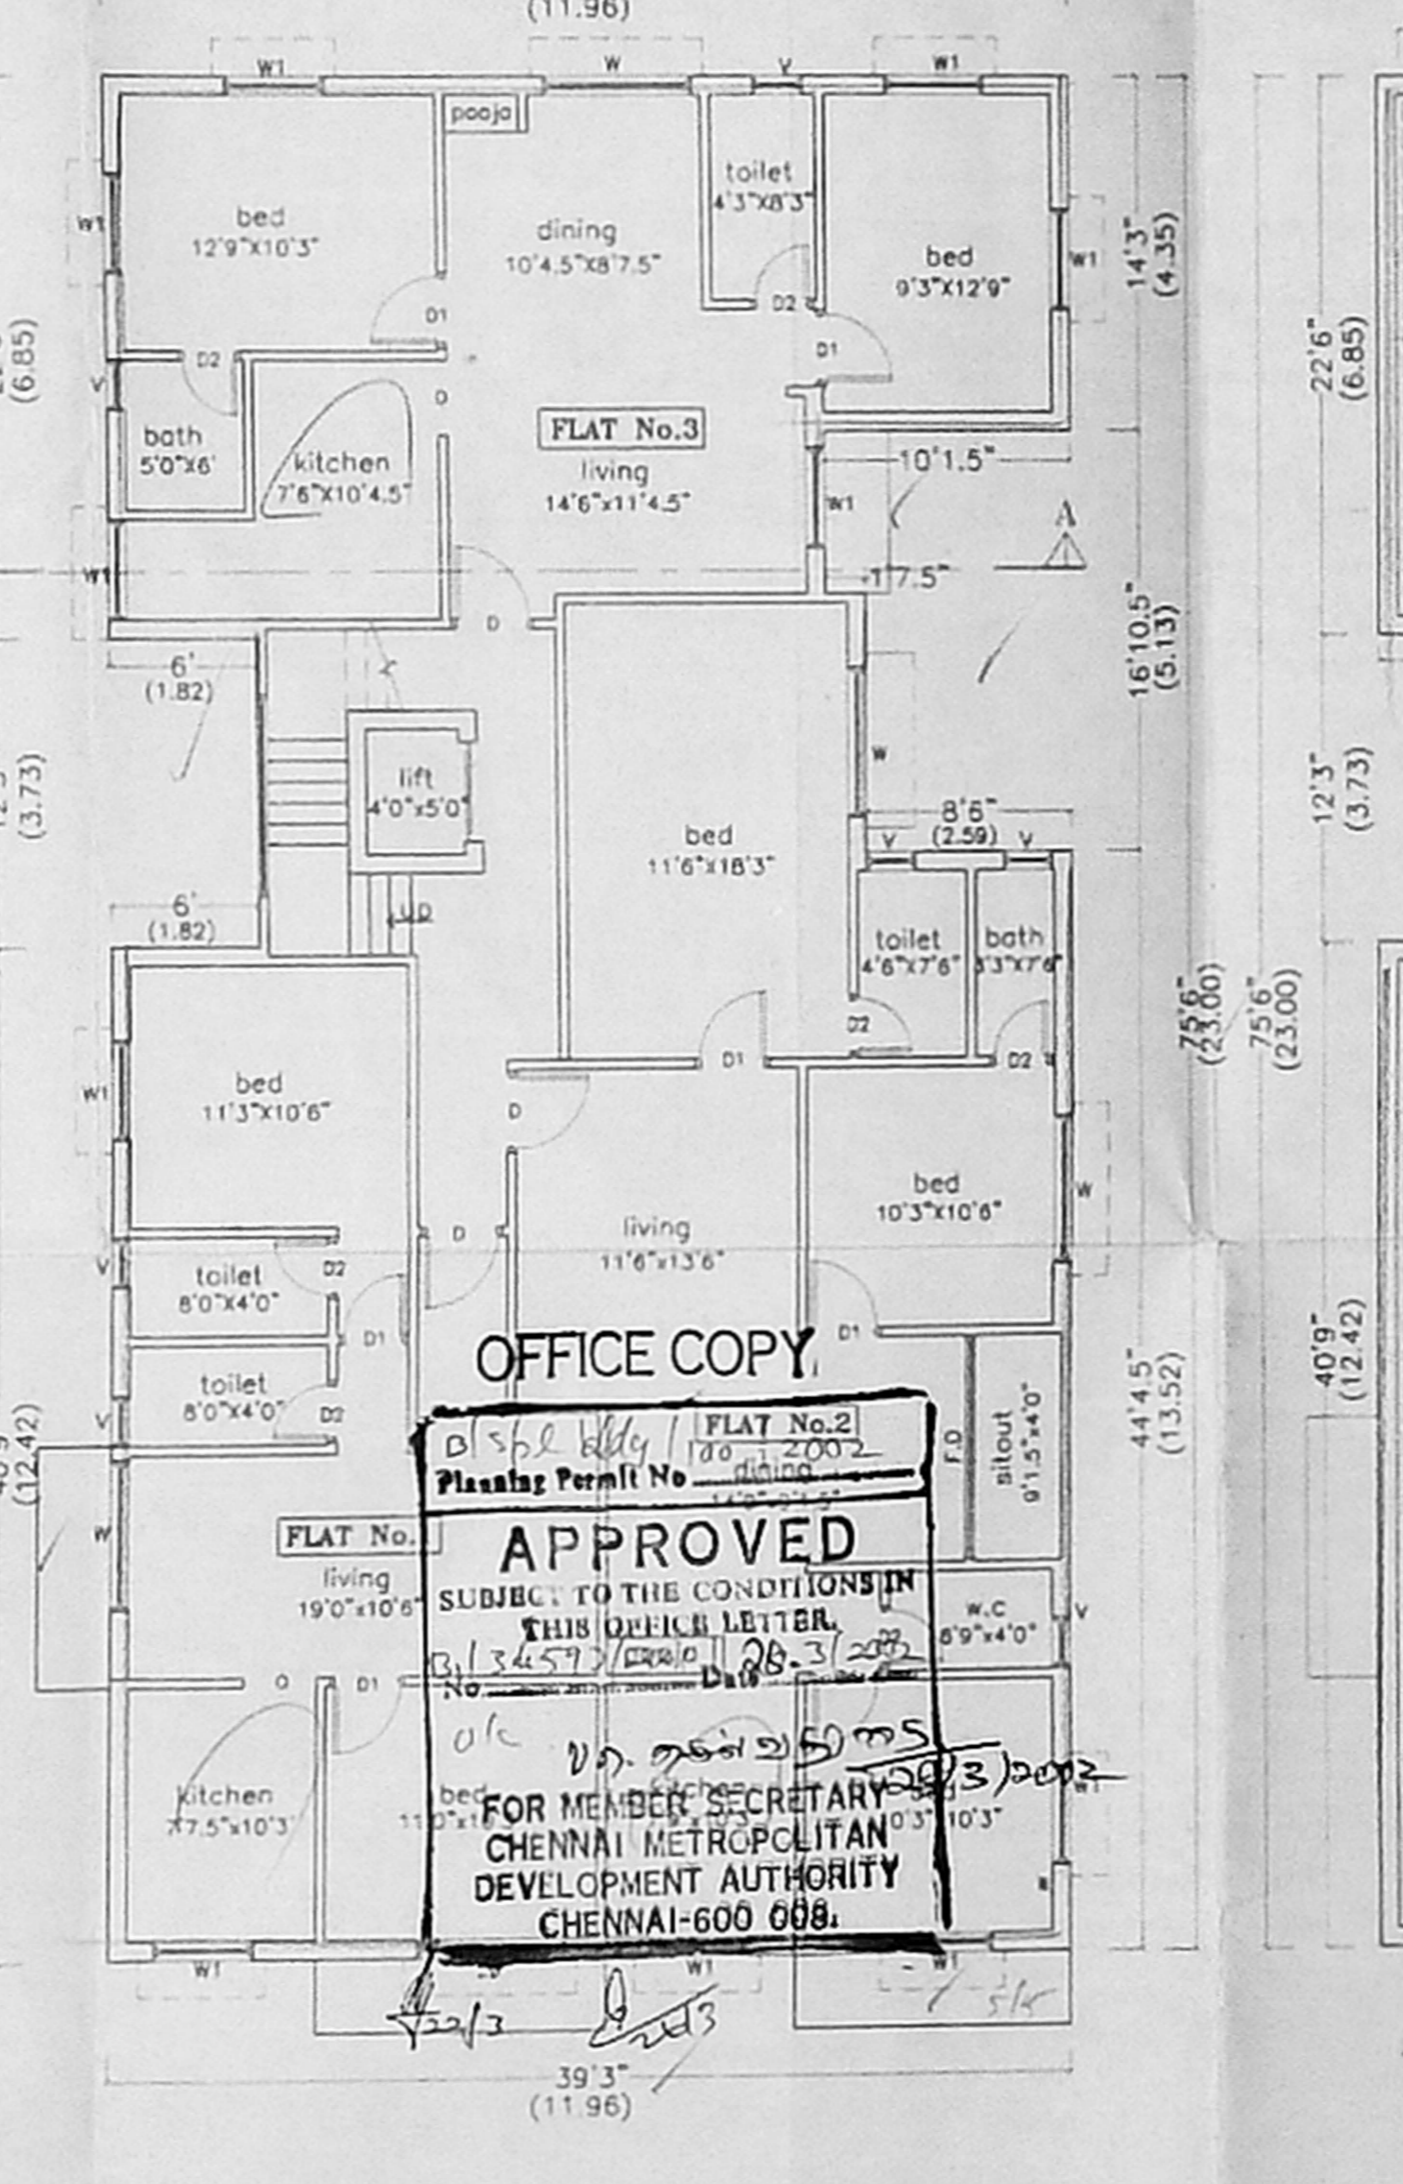 (11.96)
W1
W
V
W1
pooja
toilet
4'3"X8'3"
bed
12'9"X10'3"
W1
dining
10'4.5"X8'7.5"
bed
9'3"X12'9"
W1
14'3"
(4.35)
D1
D2
D1
D2
V
D
22'6"
(6.85)
(6.85)
bath
5'0"X6'
kitchen
7'6"X10'4.5"
FLAT No.3
living
14'6"x11'4.5"
10'1.5"
W1
A
W1
1'7.5"
D
6'
(1.82)
16'10.5"
(5.13)
lift
4'0"x5'0"
W
(3.73)
12'3"
(3.73)
bed
11'6"X18'3"
8'6"
(2.59)
V
V
6'
(1.82)
toilet
4'6"X7'6"
bath
3'3"X7'6"
75'6"
(23.00)
75'6"
(23.00)
D2
D1
D2
W1
bed
11'3"X10'6"
D
bed
10'3"X10'6"
W
living
11'6"x13'6"
D
V
toilet
8'0"X4'0"
D2
D1
D1
toilet
8'0"X4'0"
D2
V
44'4.5"
(13.52)
40'9"
(12.42)
(12.42)
OFFICE COPY
FLAT No.2
dining
F.D
sitout
9'1.5"x4'0"
Planning Permit No
APPROVED
SUBJECT TO THE CONDITIONS IN
THIS OFFICE LETTER.
No
Date
W
FLAT No.
living
19'0"x10'6"
W.C
V
O
D1
kitchen
bed
kitchen
W1
FOR MEMBER SECRETARY
CHENNAI METROPOLITAN
DEVELOPMENT AUTHORITY
CHENNAI-600 008.
W1
W1
W1
22/3
39'3"
(11.96)